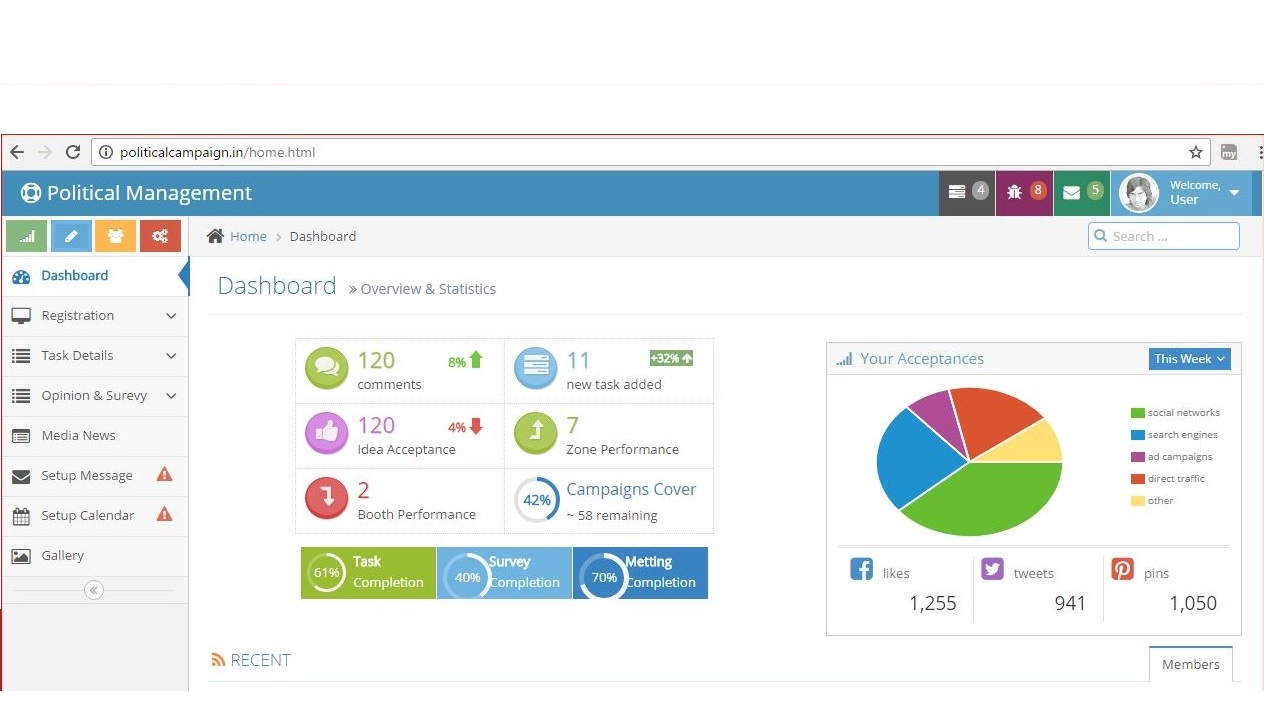 politicalcampaign.in/home.html
my
Political Management
4
8
5
Welcome,
User
Home > Dashboard
Search ...
Dashboard
Registration
Task Details
Opinion & Surevy
Media News
Setup Message
Setup Calendar
Gallery
Dashboard » Overview & Statistics
120
comments
8%
11
new task added
+32%
120
Idea Acceptance
4%
7
Zone Performance
2
Booth Performance
42%
Campaigns Cover
~ 58 remaining
61%
Task
Completion
40%
Survey
Completion
70%
Metting
Completion
Your Acceptances
This Week
social networks
search engines
ad campaigns
direct traffic
other
likes
1,255
tweets
941
pins
1,050
RECENT
Members